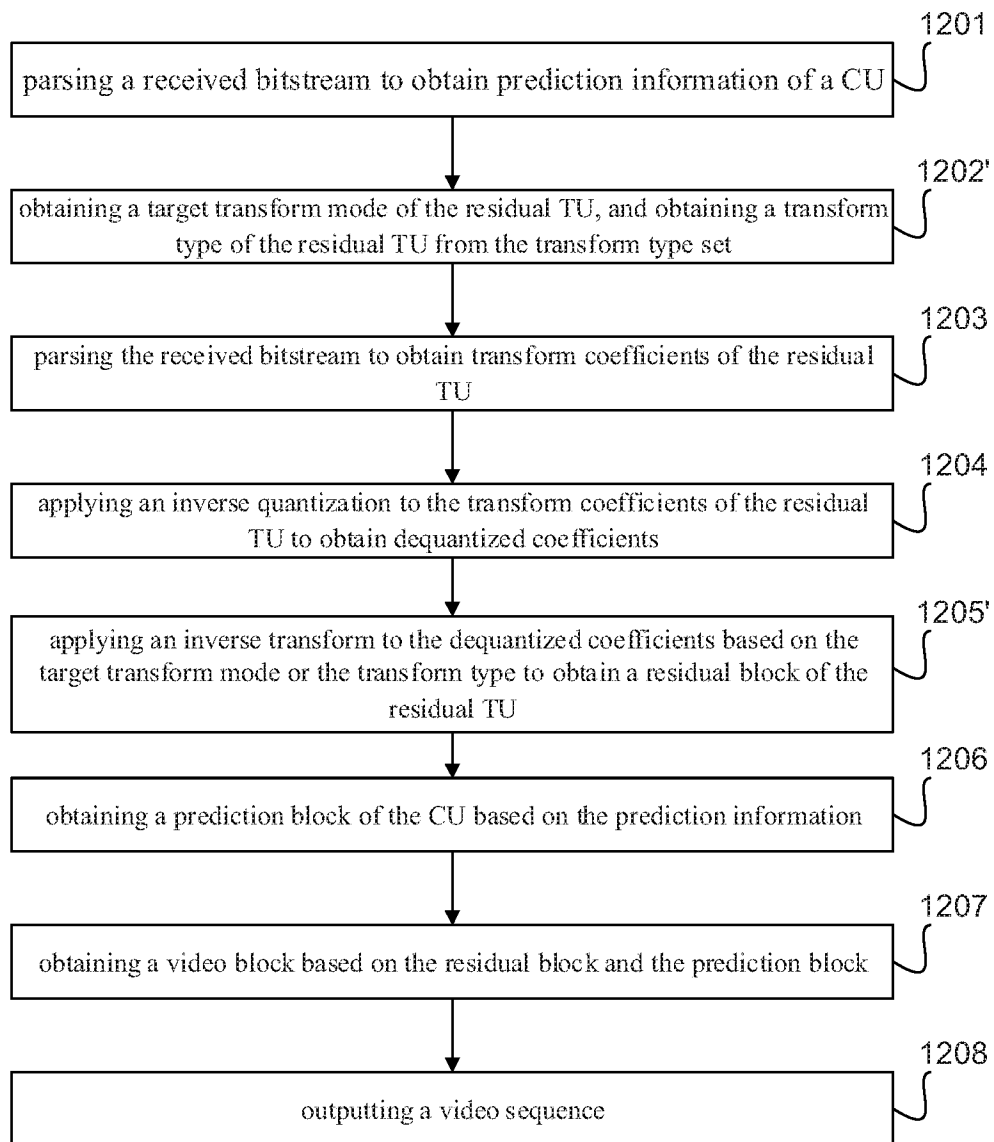 1201
parsing a received bitstream to obtain prediction information of a CU
1202'
obtaining a target transform mode of the residual TU, and obtaining a transform
type of the residual TU from the transform type set
1203
parsing the received bitstream to obtain transform coefficients of the residual
TU
1204
applying an inverse quantization to the transform coefficients of the residual
TU to obtain dequantized coefficients
1205'
applying an inverse transform to the dequantized coefficients based on the
target transform mode or the transform type to obtain a residual block of the
residual TU
1206
obtaining a prediction block of the CU based on the prediction information
1207
obtaining a video block based on the residual block and the prediction block
1208
outputting a video sequence